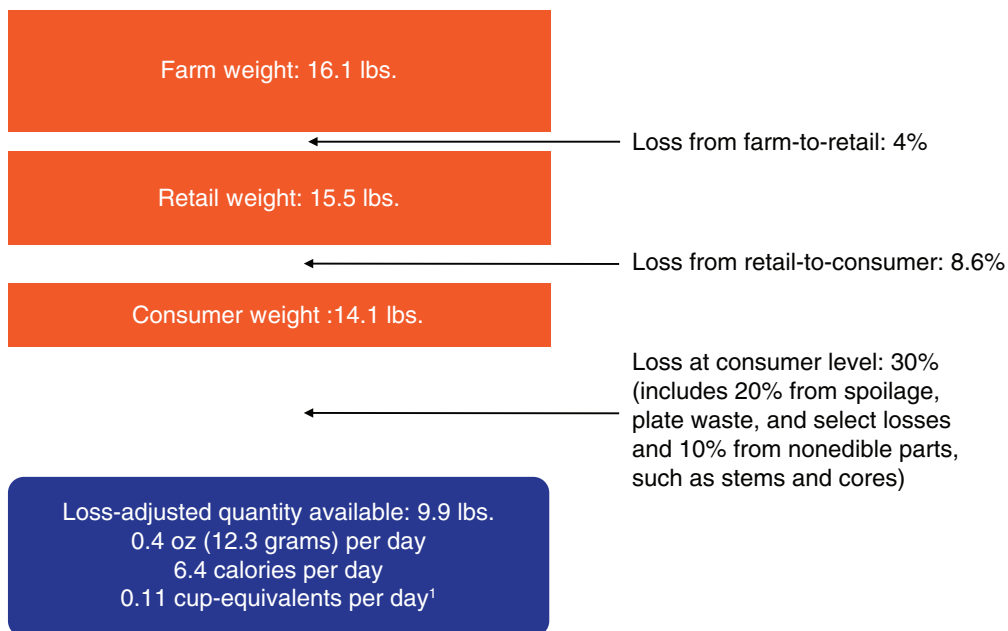 Farm weight: 16.1 lbs.
Loss from farm-to-retail: 4%
Retail weight: 15.5 lbs.
Loss from retail-to-consumer: 8.6%
Consumer weight :14.1 lbs.
Loss at consumer level: 30%
(includes 20% from spoilage,
plate waste, and select losses
and 10% from nonedible parts,
such as stems and cores)
Loss-adjusted quantity available: 9.9 lbs.
0.4 oz (12.3 grams) per day
6.4 calories per day
0.11 cup-equivalents per day¹